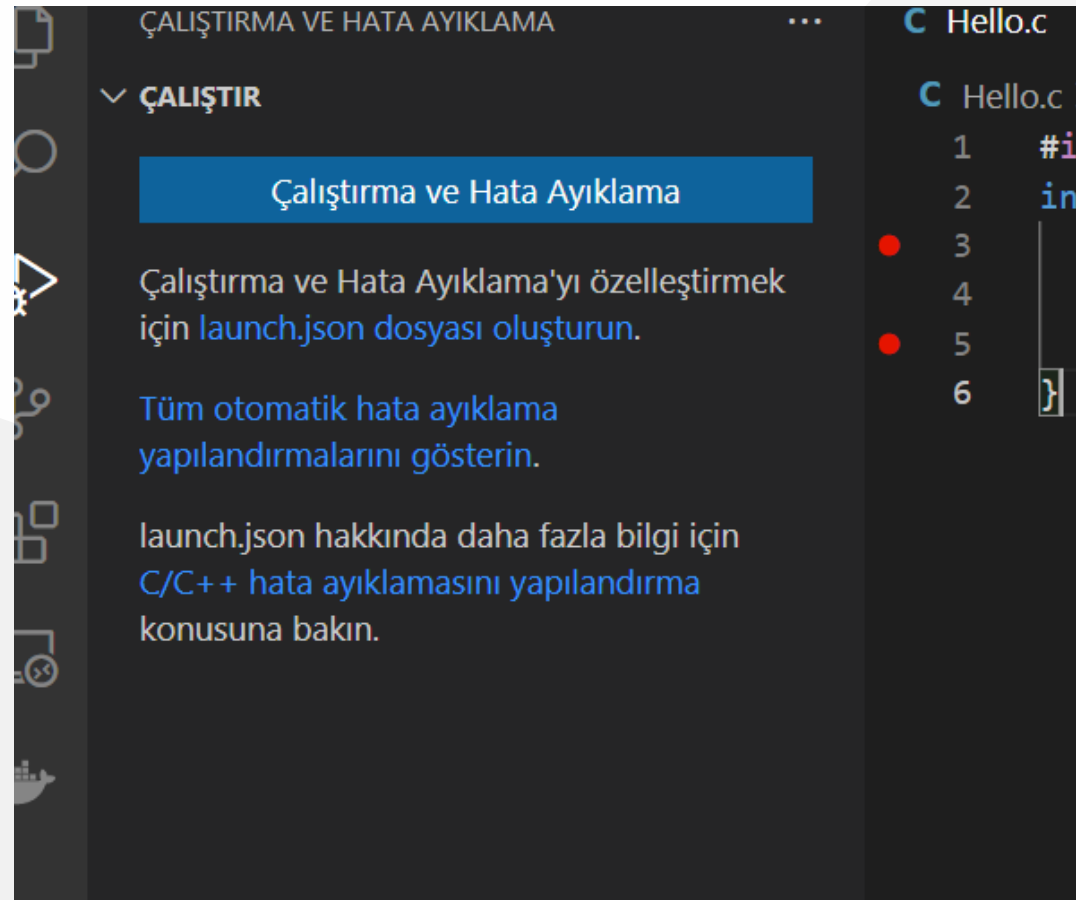 ÇALIŞTIRMA VE HATA AYIKLAMA ...
ÇALIŞTIR
Çalıştırma ve Hata Ayıklama
Çalıştırma ve Hata Ayıklama'yı özelleştirmek
için launch.json dosyası oluşturun.
Tüm otomatik hata ayıklama
yapılandırmalarını gösterin.
launch.json hakkında daha fazla bilgi için
C/C++ hata ayıklamasını yapılandırma
konusuna bakın.
C Hello.c
C Hello.c
1 #i
2 in
3
4
5
6 }